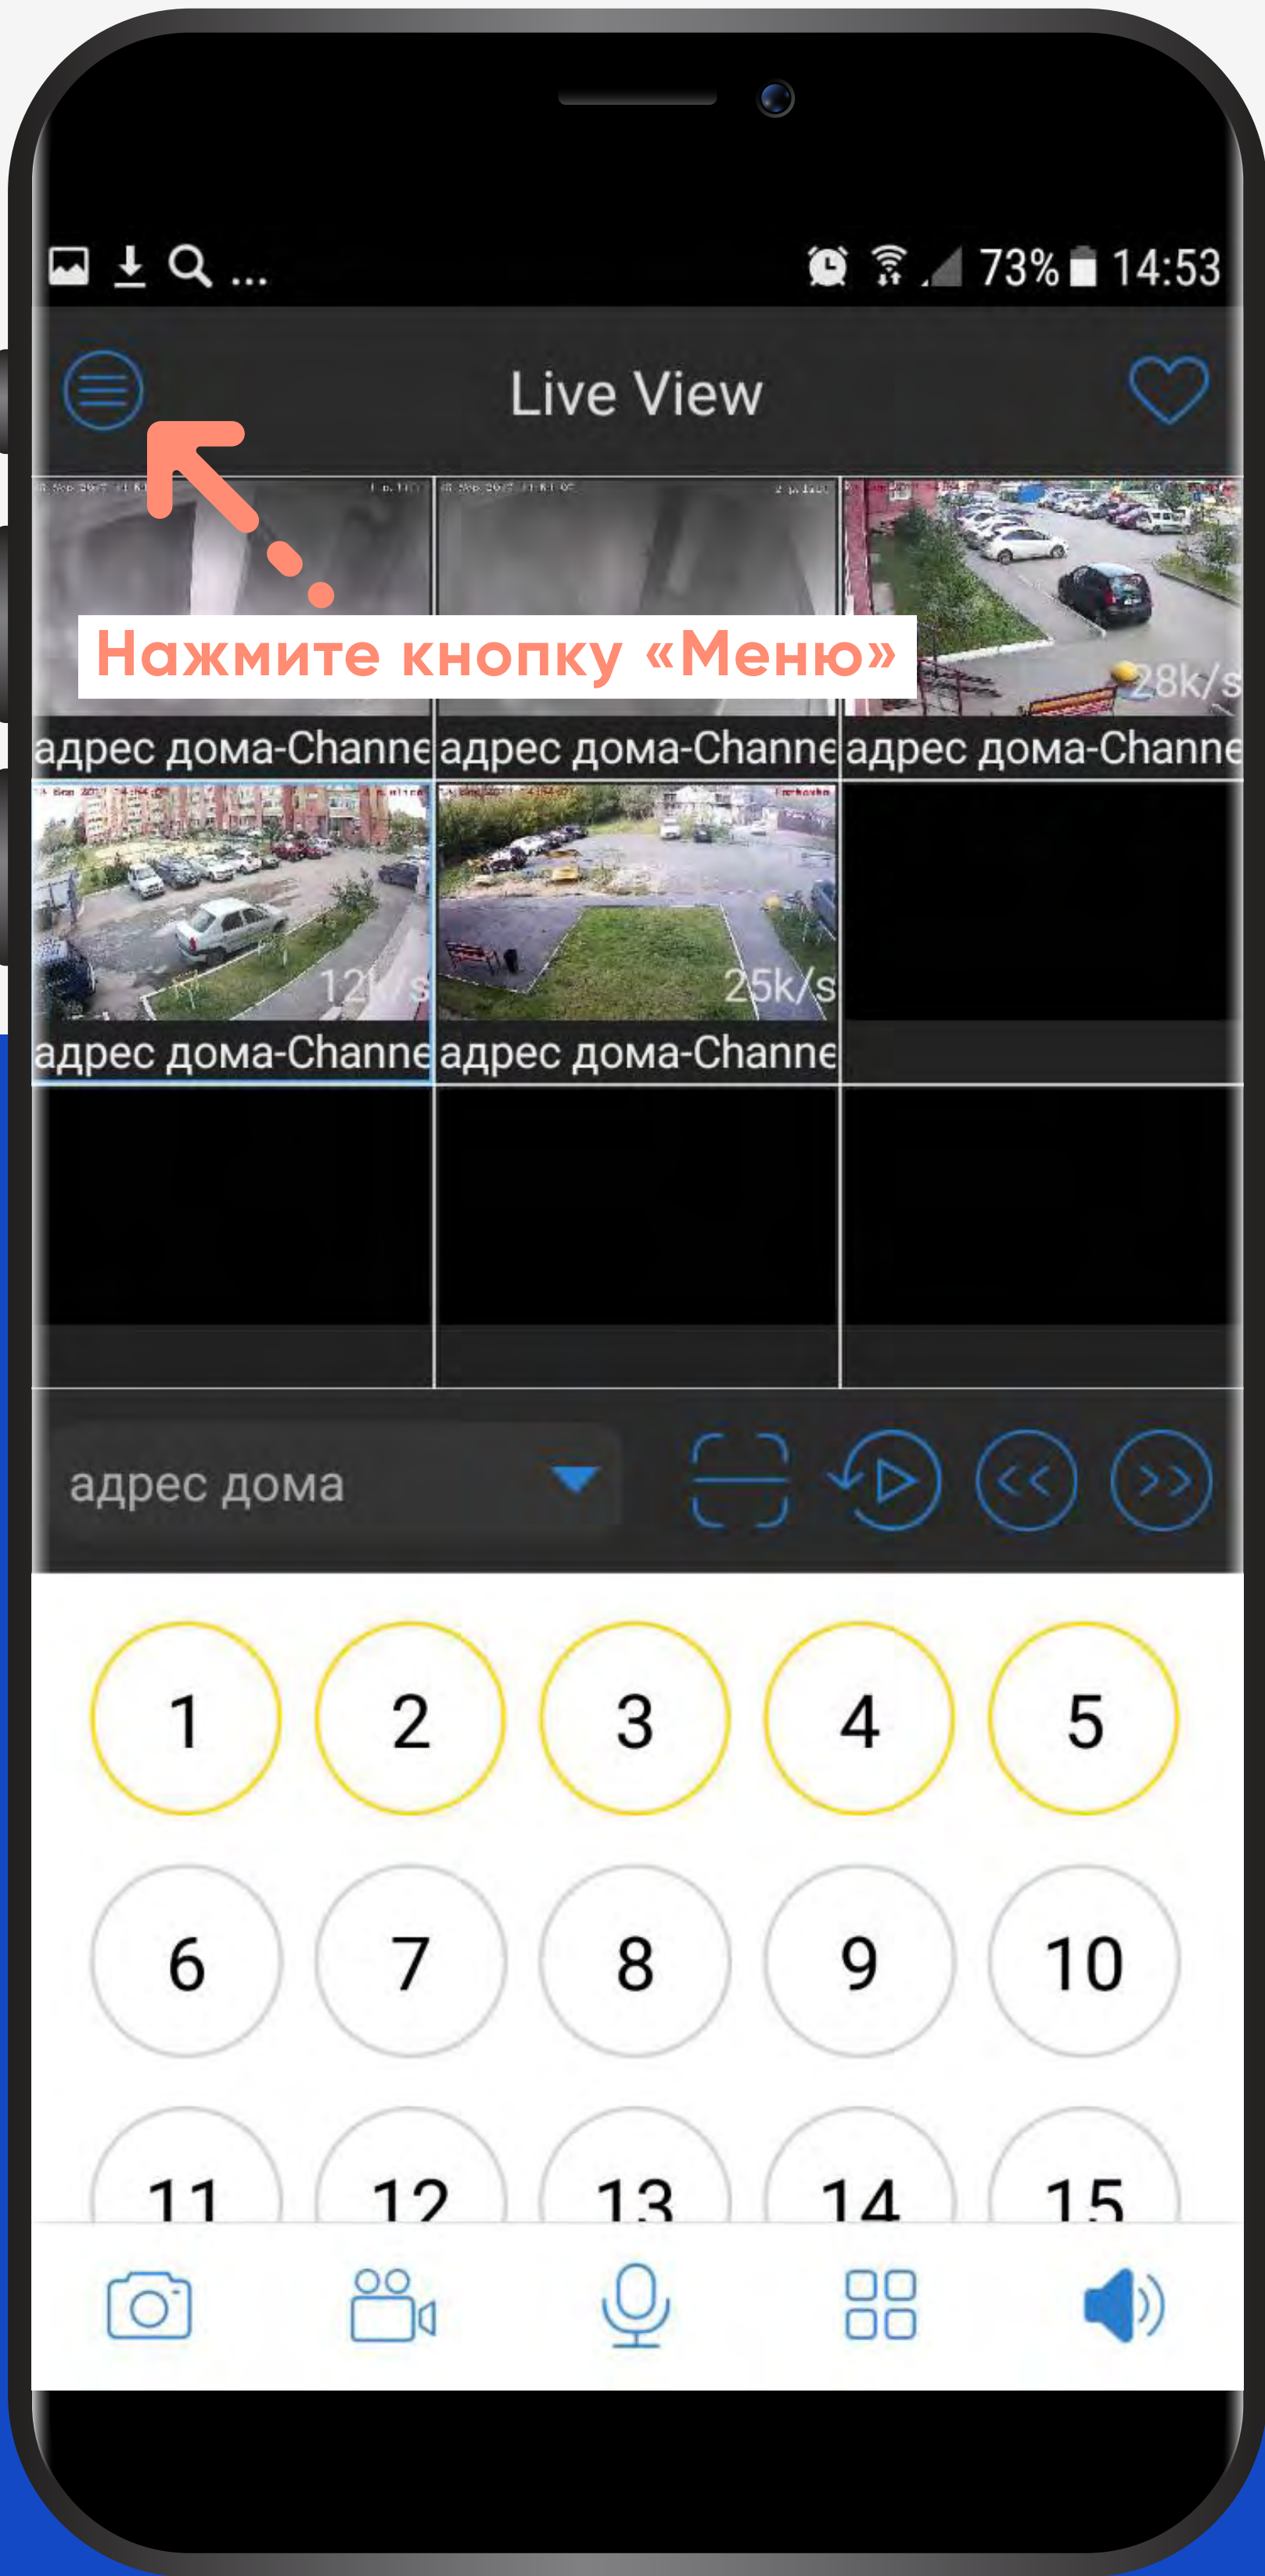 ... 73% 14:53
Live View
Нажмите кнопку «Меню»
28k/s
адрес дома-Channe адрес дома-Channe адрес дома-Channe
12k/s 25k/s
адрес дома-Channe адрес дома-Channe
адрес дома
1 2 3 4 5
6 7 8 9 10
11 12 13 14 15